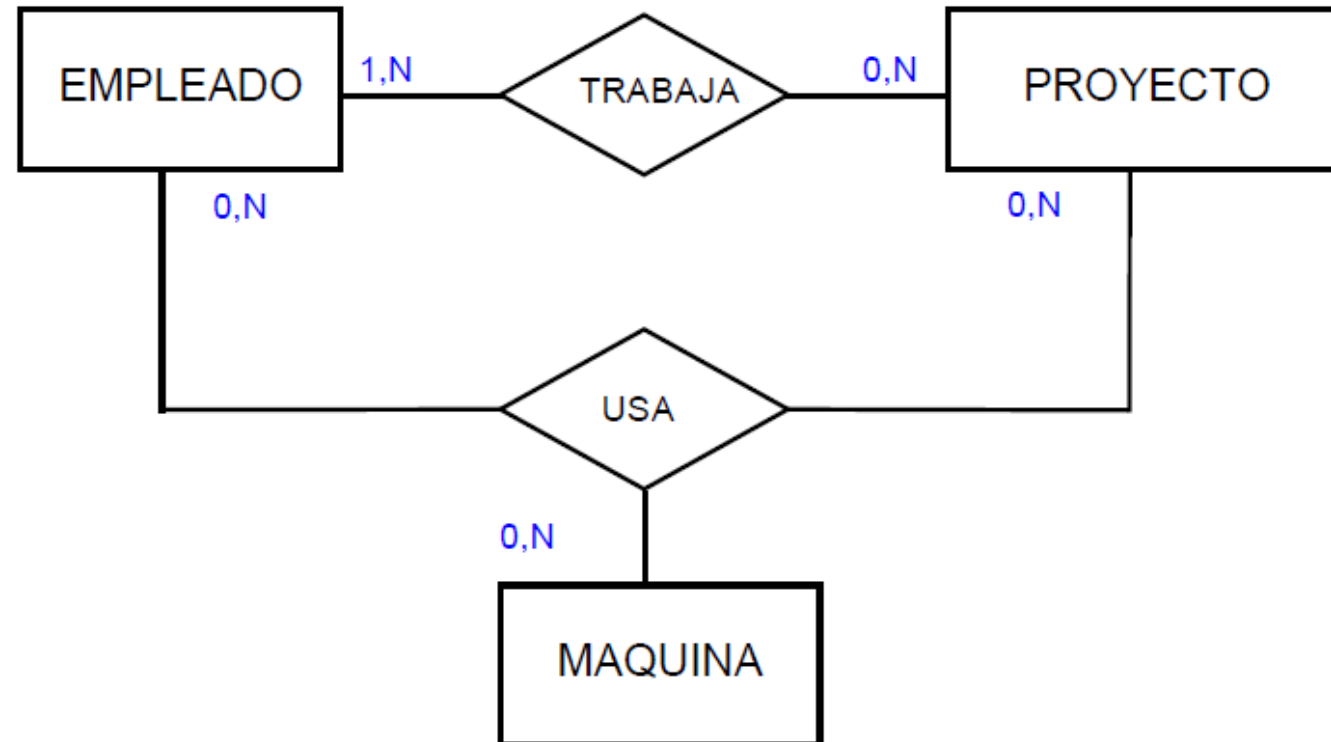 EMPLEADO
1,N
TRABAJA
0,N
PROYECTO
0,N
0,N
USA
0,N
MAQUINA